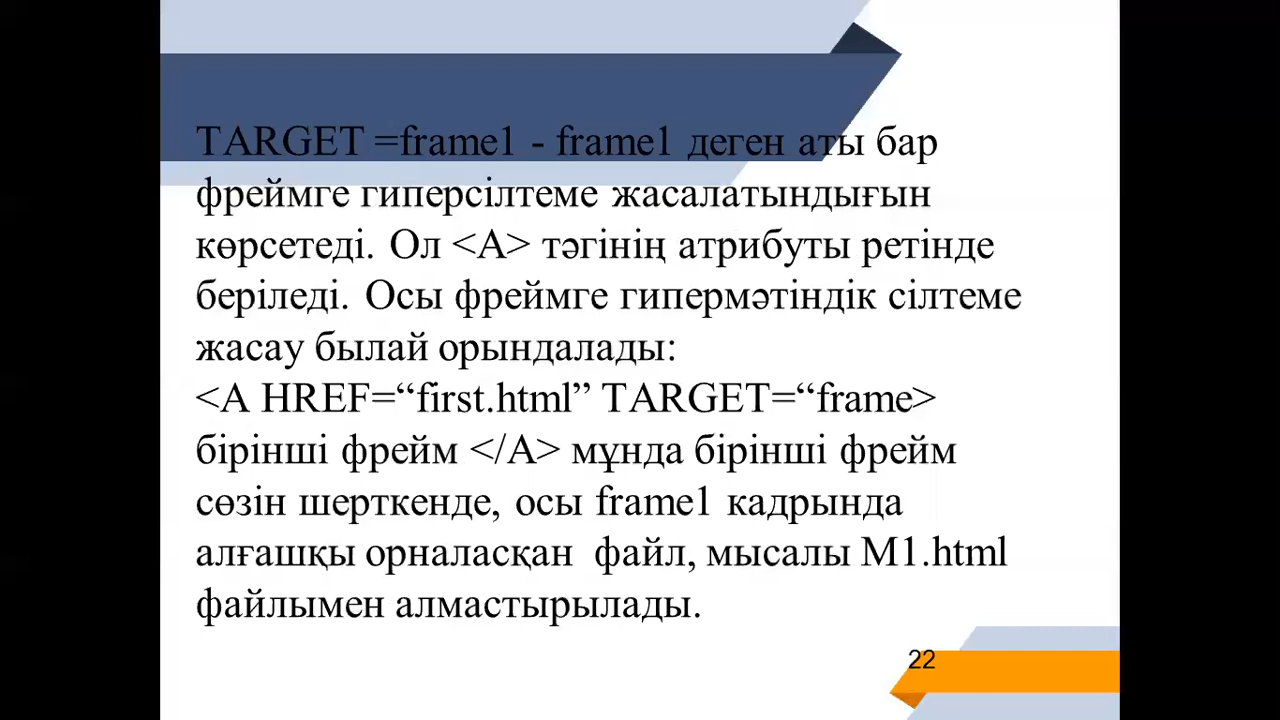 TARGET =frame1 - frame1 деген аты бар
фреймге гиперсілтеме жасалатындығын
көрсетеді. Ол <A> тәгінің атрибуты ретінде
беріледі. Осы фреймге гипермәтіндік сілтеме
жасау былай орындалады:
<A HREF=“first.html” TARGET=“frame>
бірінші фрейм </A> мұнда бірінші фрейм
сөзін шерткенде, осы frame1 кадрында
алғашқы орналасқан  файл, мысалы M1.html
файлымен алмастырылады.
22